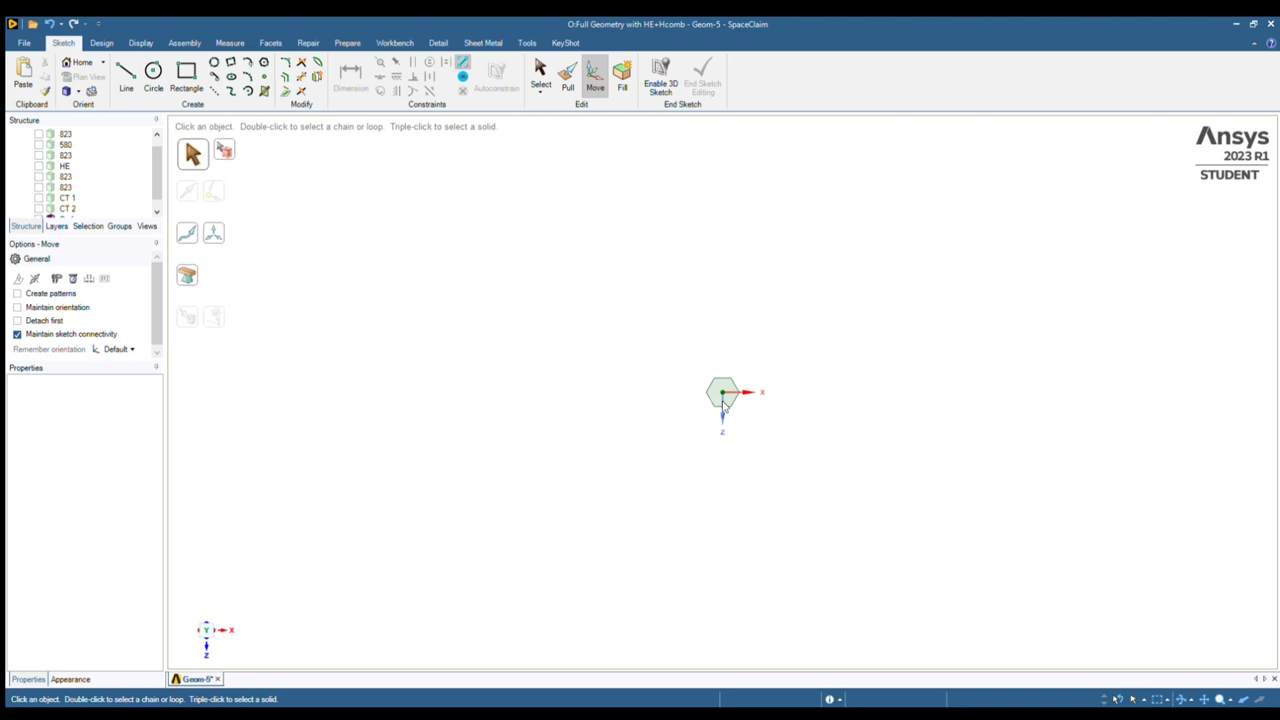 O:Full Geometry with HE+Hcomb - Geom-5 - SpaceClaim
File Sketch Design Display Assembly Measure Facets Repair Prepare Workbench Detail Sheet Metal Tools KeyShot
Paste
Home
Plan View
Line
Circle
Rectangle
Dimension
Autoconstrain
Select
Pull
Move
Fill
Enable 3D Sketch
End Sketch Editing
Clipboard Orient Create Modify Constraints Edit End Sketch
Structure
823
580
823
HE
823
823
CT 1
CT 2
Structure Layers Selection Groups Views
Options - Move
General
Create patterns
Maintain orientation
Detach first
Maintain sketch connectivity
Remember orientation Default
Properties
Properties Appearance
Click an object. Double-click to select a chain or loop. Triple-click to select a solid.
Ansys
2023 R1
STUDENT
X
Z
Y
X
Z
Geom-5*
Click an object. Double-click to select a chain or loop. Triple-click to select a solid.